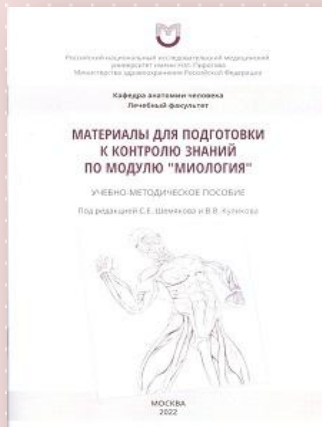 Российский национальный исследовательский медицинский
университет имени Н.И. Пирогова
Министерства здравоохранения Российской Федерации
Кафедра анатомии человека
Лечебный факультет
МАТЕРИАЛЫ ДЛЯ ПОДГОТОВКИ
К КОНТРОЛЮ ЗНАНИЙ
ПО МОДУЛЮ "МИОЛОГИЯ"
УЧЕБНО-МЕТОДИЧЕСКОЕ ПОСОБИЕ
Под редакцией С.Е. Шемякова и В.В. Куликова
МОСКВА
2022